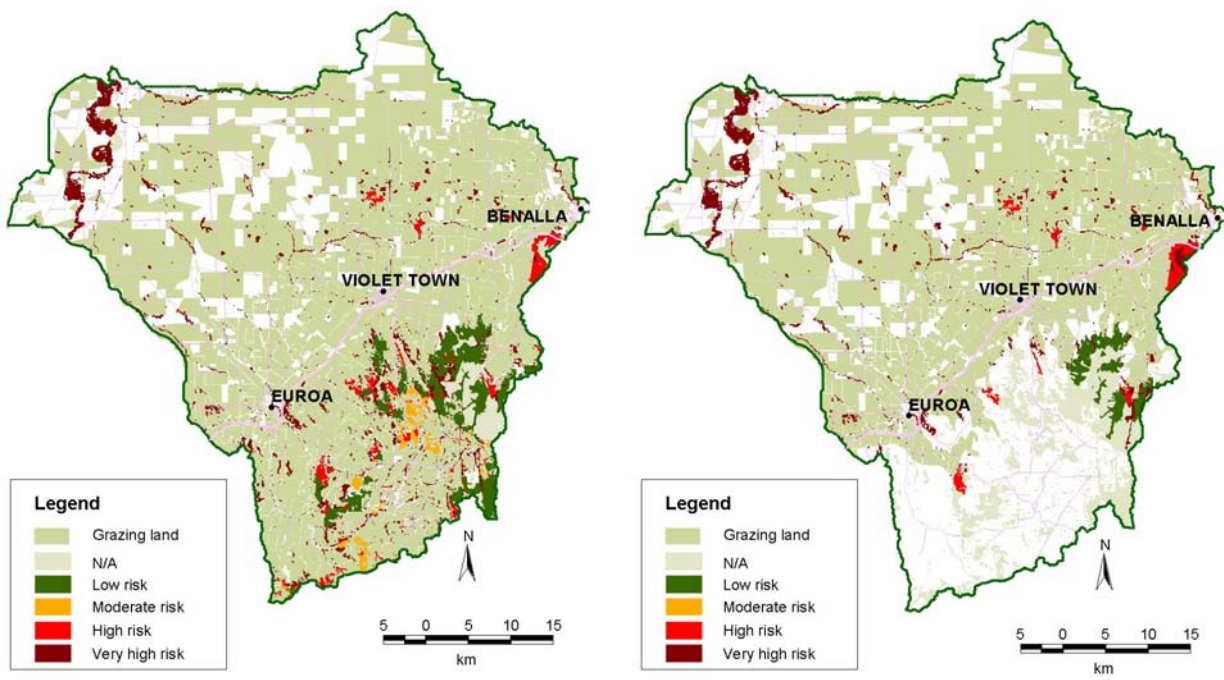 BENALLA
VIOLET TOWN
EUROA
Legend
Grazing land
N/A
Low risk
Moderate risk
High risk
Very high risk
N
5 0 5 10 15
km
BENALLA
VIOLET TOWN
EUROA
Legend
Grazing land
N/A
Low risk
Moderate risk
High risk
Very high risk
N
5 0 5 10 15
km